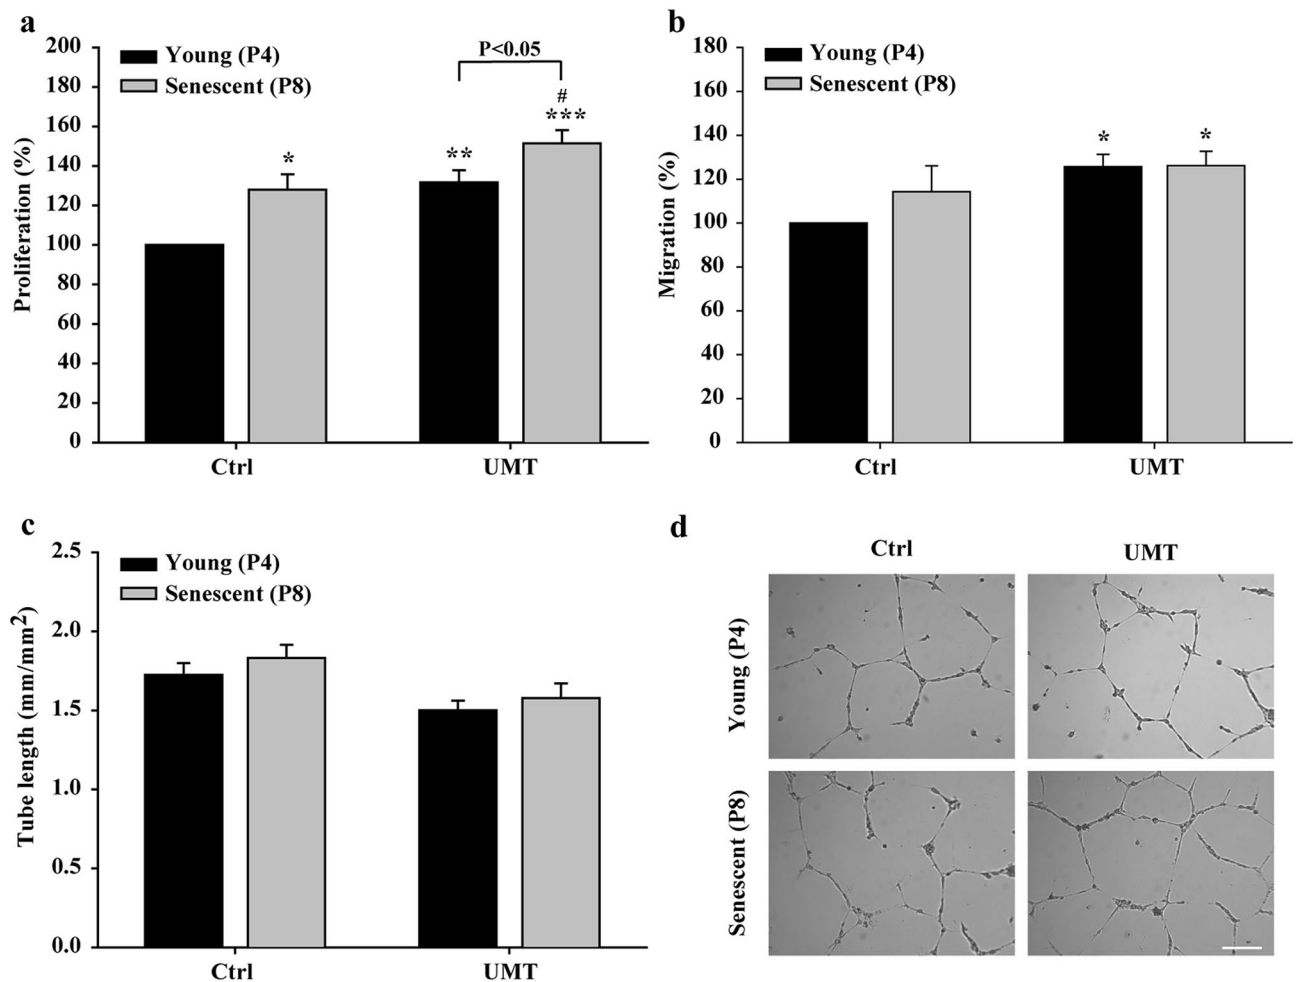 a
200
180
160
140
120
100
80
60
40
20
0
Proliferation (%)
Young (P4)
Senescent (P8)
P<0.05
*
**
#
***
Ctrl
UMT
b
180
160
140
120
100
80
60
40
20
0
Migration (%)
Young (P4)
Senescent (P8)
*
*
Ctrl
UMT
c
2.5
2.0
1.5
1.0
0.5
0.0
Tube length (mm/mm²)
Young (P4)
Senescent (P8)
Ctrl
UMT
d
Ctrl
UMT
Young (P4)
Senescent (P8)